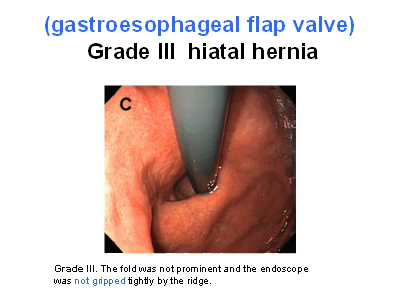 (gastroesophageal flap valve)
Grade III hiatal hernia
C
Grade III. The fold was not prominent and the endoscope
was not gripped tightly by the ridge.